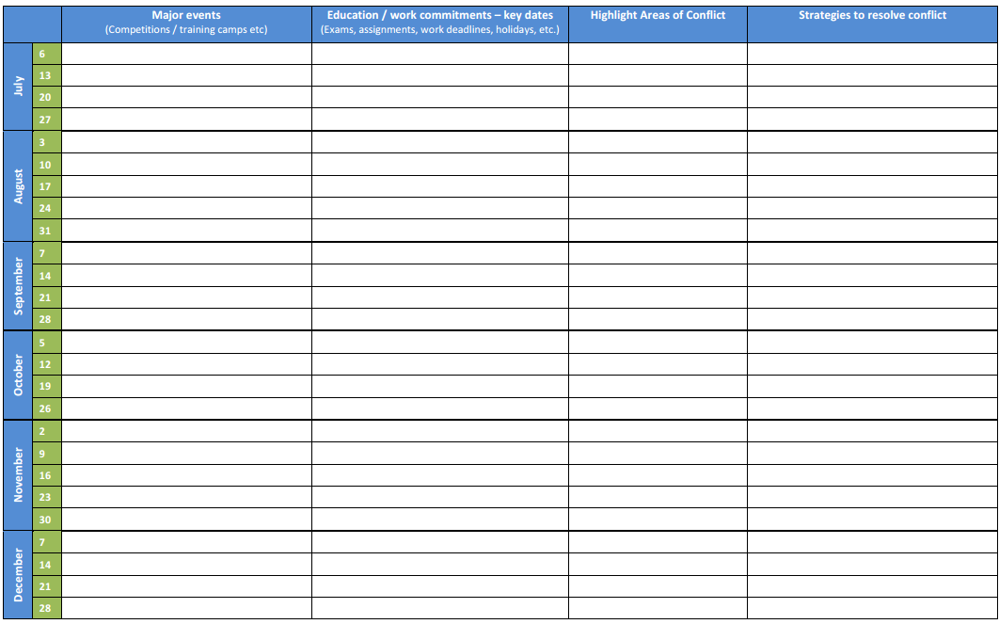 Major events
(Competitions / training camps etc)
Education / work commitments – key dates
(Exams, assignments, work deadlines, holidays, etc.)
Highlight Areas of Conflict
Strategies to resolve conflict
July
6
13
20
27
August
3
10
17
24
31
September
7
14
21
28
October
5
12
19
26
November
2
9
16
23
30
December
7
14
21
28